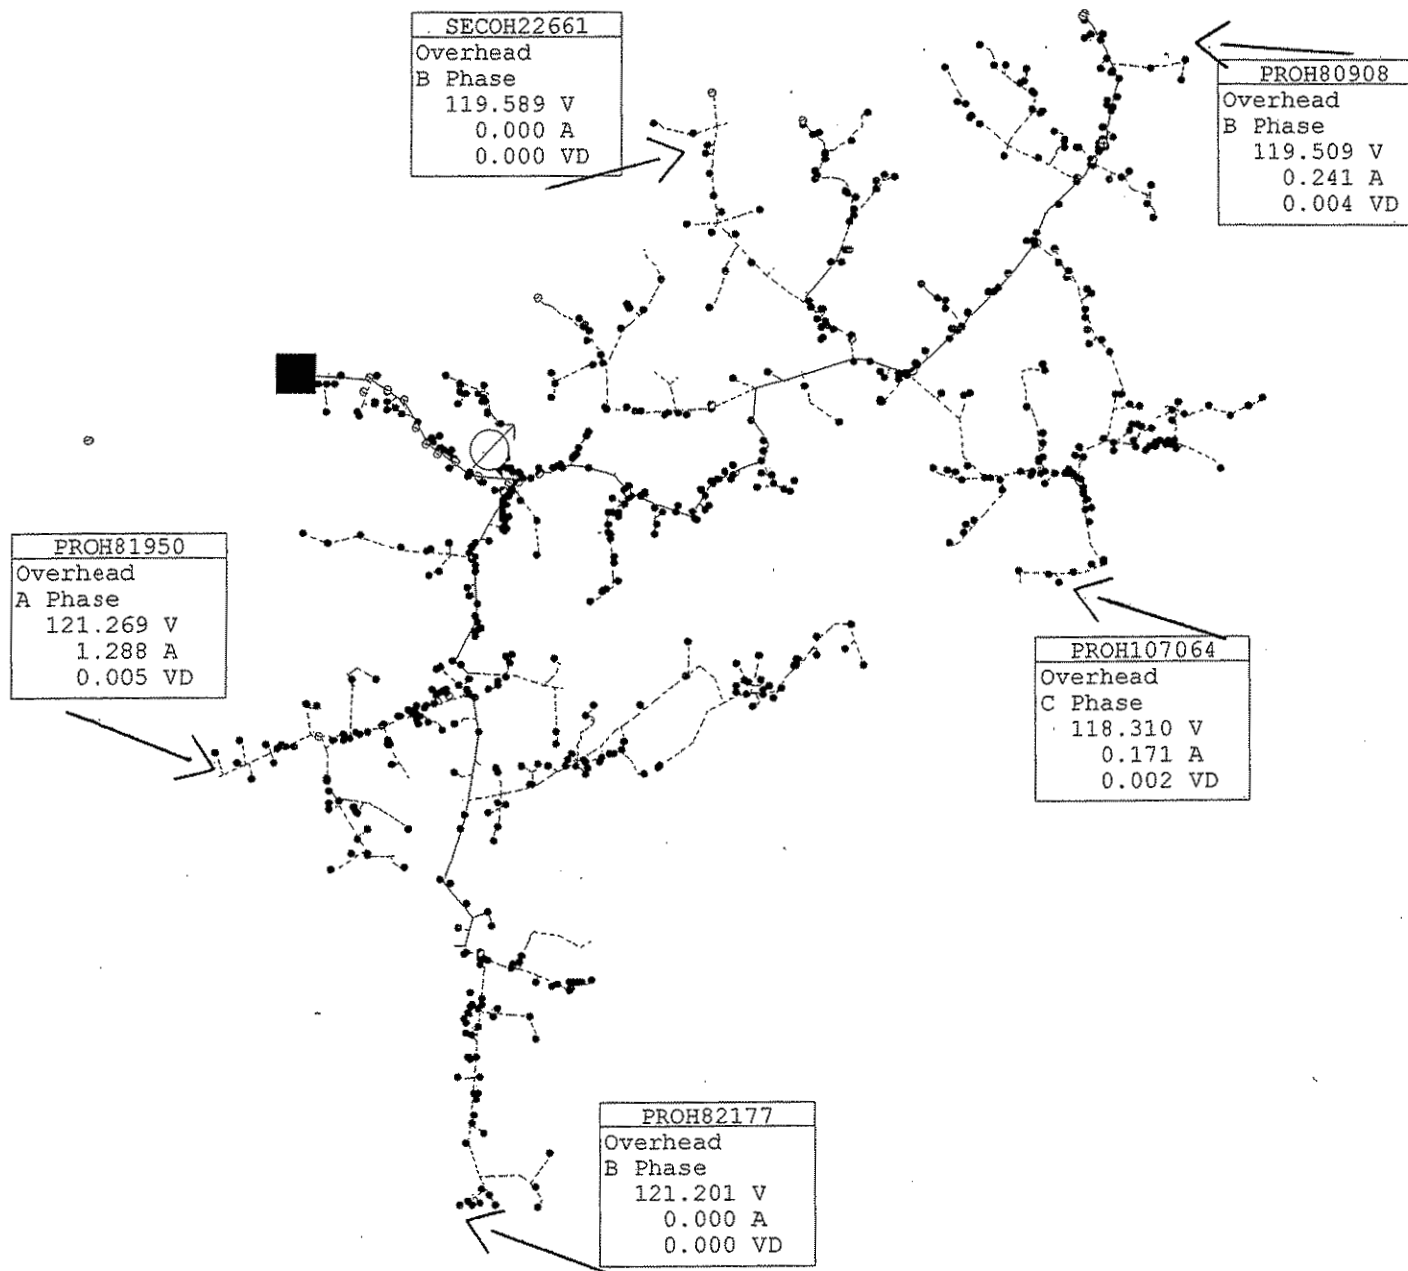 SECOH22661
Overhead
B Phase
119.589 V
0.000 A
0.000 VD
PROH80908
Overhead
B Phase
119.509 V
0.241 A
0.004 VD
PROH81950
Overhead
A Phase
121.269 V
1.288 A
0.005 VD
PROH107064
Overhead
C Phase
118.310 V
0.171 A
0.002 VD
PROH82177
Overhead
B Phase
121.201 V
0.000 A
0.000 VD